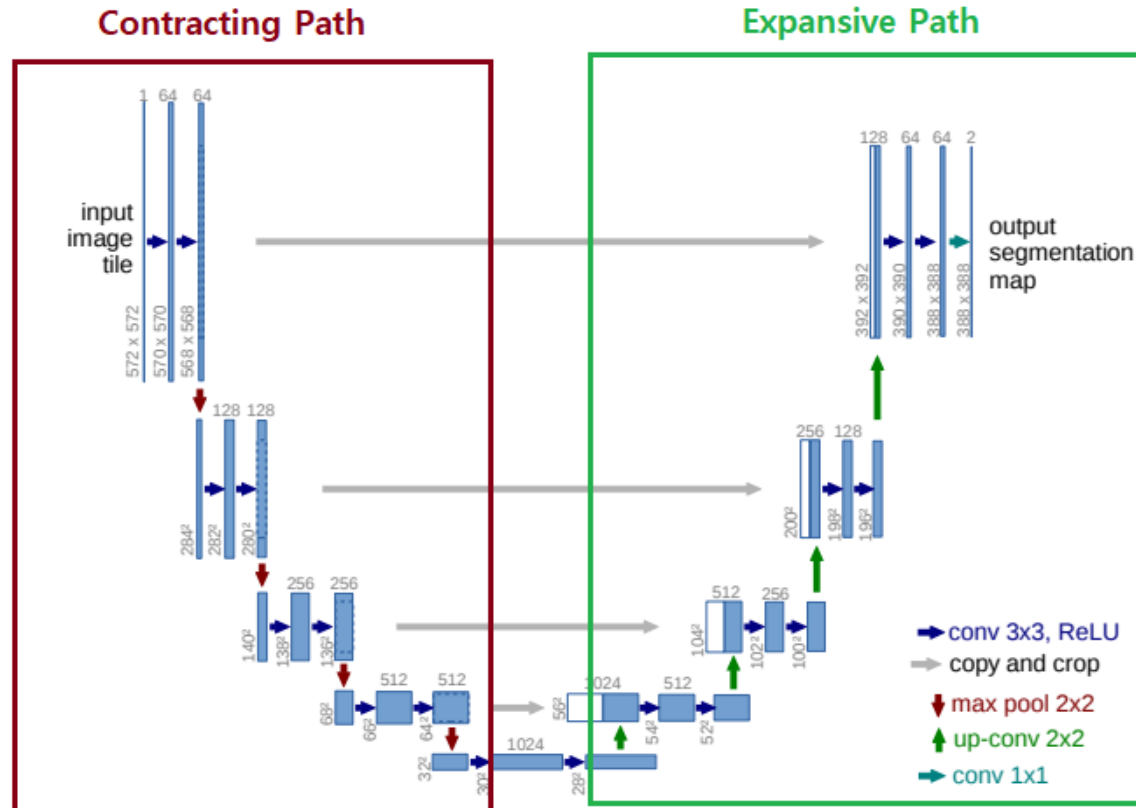 Contracting Path
Expansive Path
1 64 64
128 64 64 2
input
image
tile
output
segmentation
map
572 x 572
570 x 570
568 x 568
392 x 392
390 x 390
388 x 388
388 x 388
128 128
256 128
284²
282²
280²
200²
198²
196²
256 256
512 256
140²
138²
136²
104²
102²
100²
conv 3x3, ReLU
copy and crop
max pool 2x2
up-conv 2x2
conv 1x1
512 512
1024 512
68²
66²
64²
56²
54²
52²
1024
32²
30²
28²